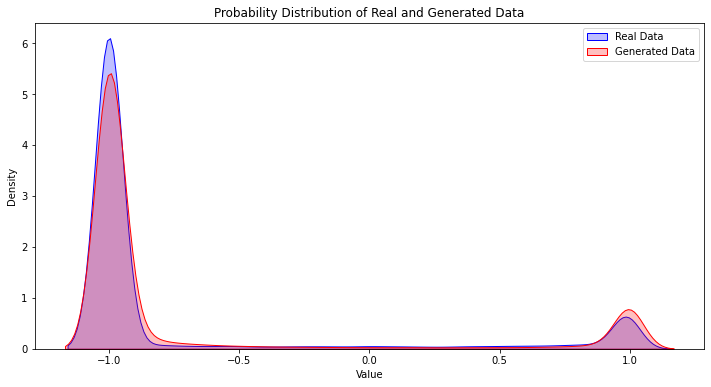 Probability Distribution of Real and Generated Data
Real Data
Generated Data
Density
6
5
4
3
2
1
0
−1.0
−0.5
0.0
0.5
1.0
Value